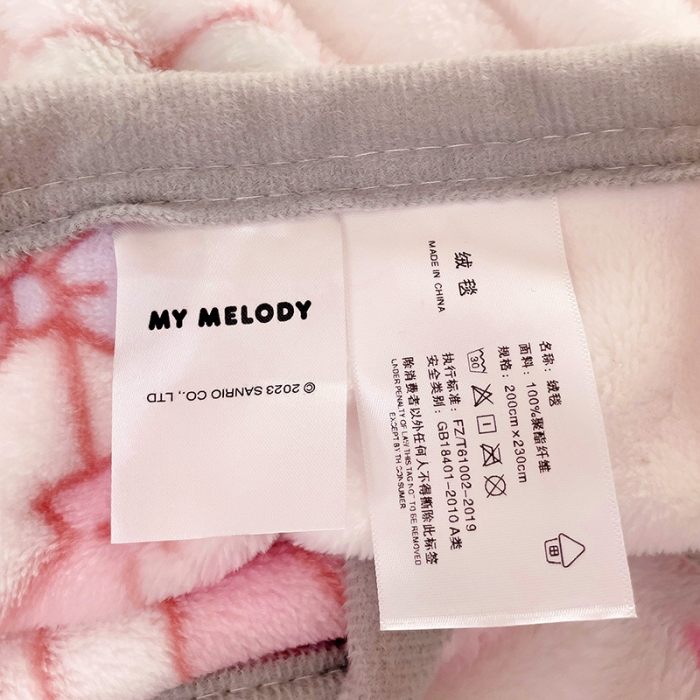 MY MELODY
©2023 SANRIO CO., LTD
绒毯
MADE IN CHINA
名称：绒毯
面料：100%聚酯纤维
规格：200cm×230cm
30
执行标准：FZ/T61002-2019
安全类别：GB18401-2010 A类
除消费者以外任何人不得撕除此标签
UNDER PENALTY OF LAW THIS TAG NOT TO BE REMOVED
EXCEPT BY TH CONSUMER